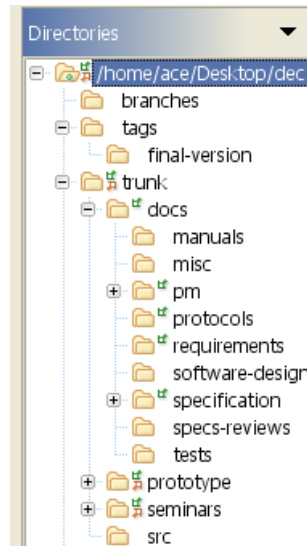 Directories
/home/ace/Desktop/dec
branches
tags
final-version
trunk
docs
manuals
misc
pm
protocols
requirements
software-design
specification
specs-reviews
tests
prototype
seminars
src